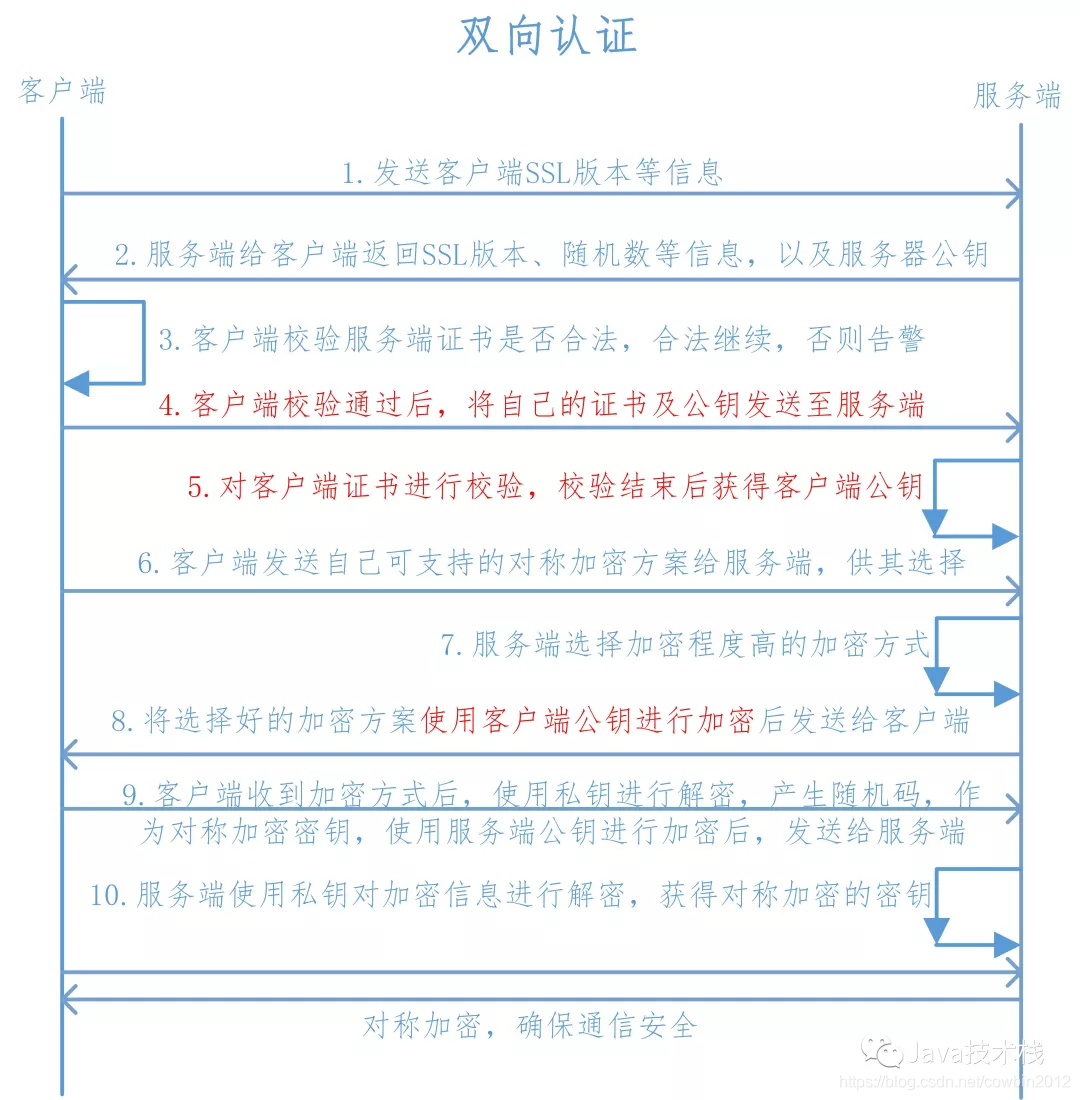 双向认证
客户端
服务端
1.发送客户端SSL版本等信息
2.服务端给客户端返回SSL版本、随机数等信息，以及服务器公钥
3.客户端校验服务端证书是否合法，合法继续，否则告警
4.客户端校验通过后，将自己的证书及公钥发送至服务端
5.对客户端证书进行校验，校验结束后获得客户端公钥
6.客户端发送自己可支持的对称加密方案给服务端，供其选择
7.服务端选择加密程度高的加密方式
8.将选择好的加密方案使用客户端公钥进行加密后发送给客户端
9.客户端收到加密方式后，使用私钥进行解密，产生随机码，作
为对称加密密钥，使用服务端公钥进行加密后，发送给服务端
10.服务端使用私钥对加密信息进行解密，获得对称加密的密钥
对称加密，确保通信安全
Java技术栈
https://blog.csdn.net/cowbin2012